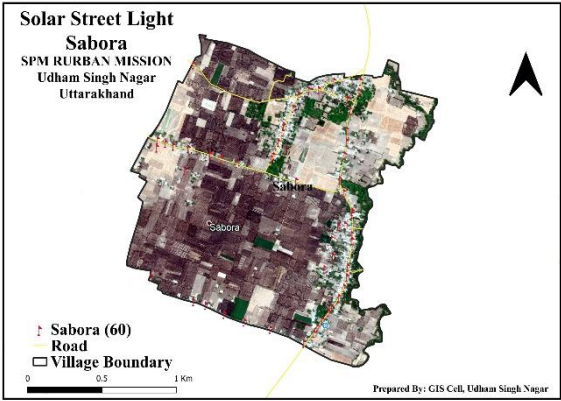 Solar Street Light
Sabora
SPM RURBAN MISSION
Udham Singh Nagar
Uttarakhand
Sabora
Sabora
Sabora (60)
Road
Village Boundary
0 0.5 1 Km
Prepared By: GIS Cell, Udham Singh Nagar